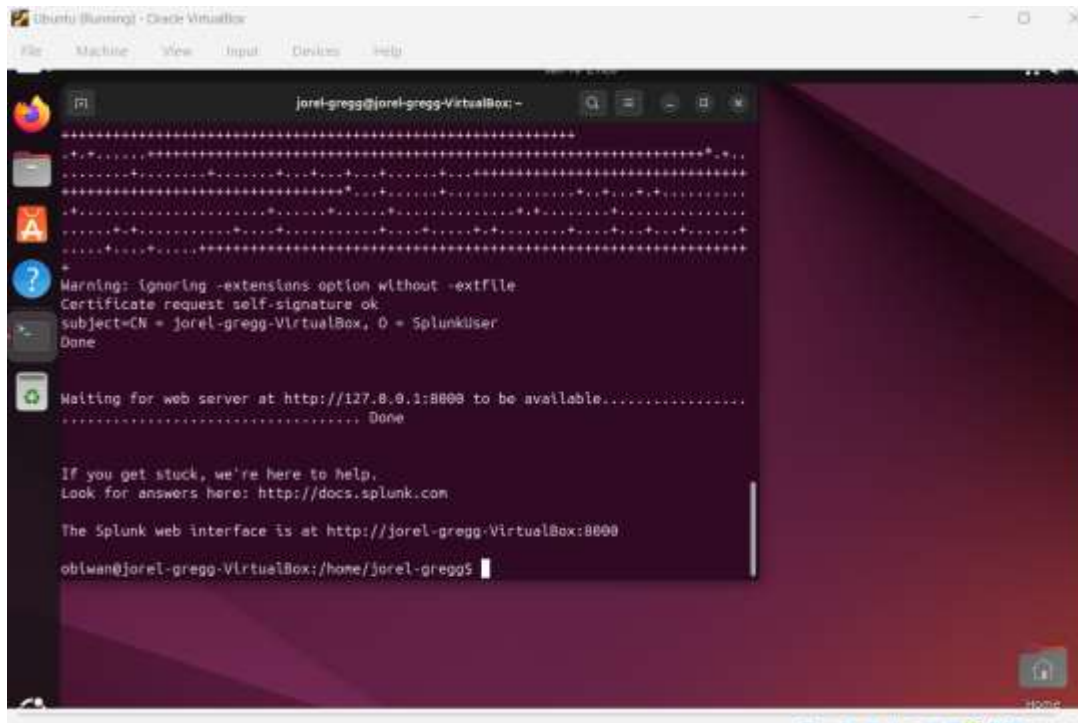 Ubuntu (Running) - Oracle VirtualBox
File Machine View Input Devices Help
jorel-gregg@jorel-gregg-VirtualBox: ~
Warning: ignoring -extensions option without -extfile
Certificate request self-signature ok
subject=CN = jorel-gregg-VirtualBox, O = SplunkUser
Done
Waiting for web server at http://127.0.0.1:8000 to be available.................
................................... Done
If you get stuck, we're here to help.
Look for answers here: http://docs.splunk.com
The Splunk web interface is at http://jorel-gregg-VirtualBox:8000
obiwan@jorel-gregg-VirtualBox:/home/jorel-gregg$
Home